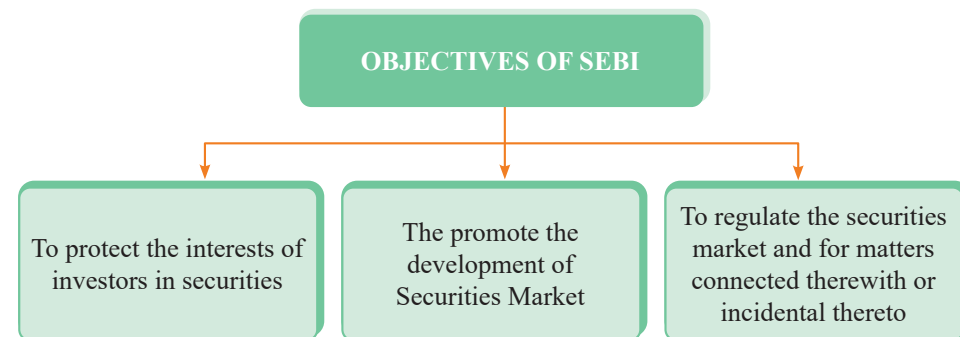 OBJECTIVES OF SEBI
To protect the interests of
investors in securities
The promote the
development of
Securities Market
To regulate the securities
market and for matters
connected therewith or
incidental thereto